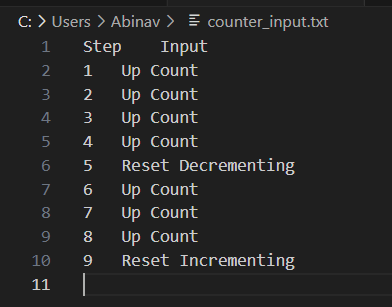 C: > Users > Abinav > counter_input.txt
1 Step Input
2 1 Up Count
3 2 Up Count
4 3 Up Count
5 4 Up Count
6 5 Reset Decrementing
7 6 Up Count
8 7 Up Count
9 8 Up Count
10 9 Reset Incrementing
11